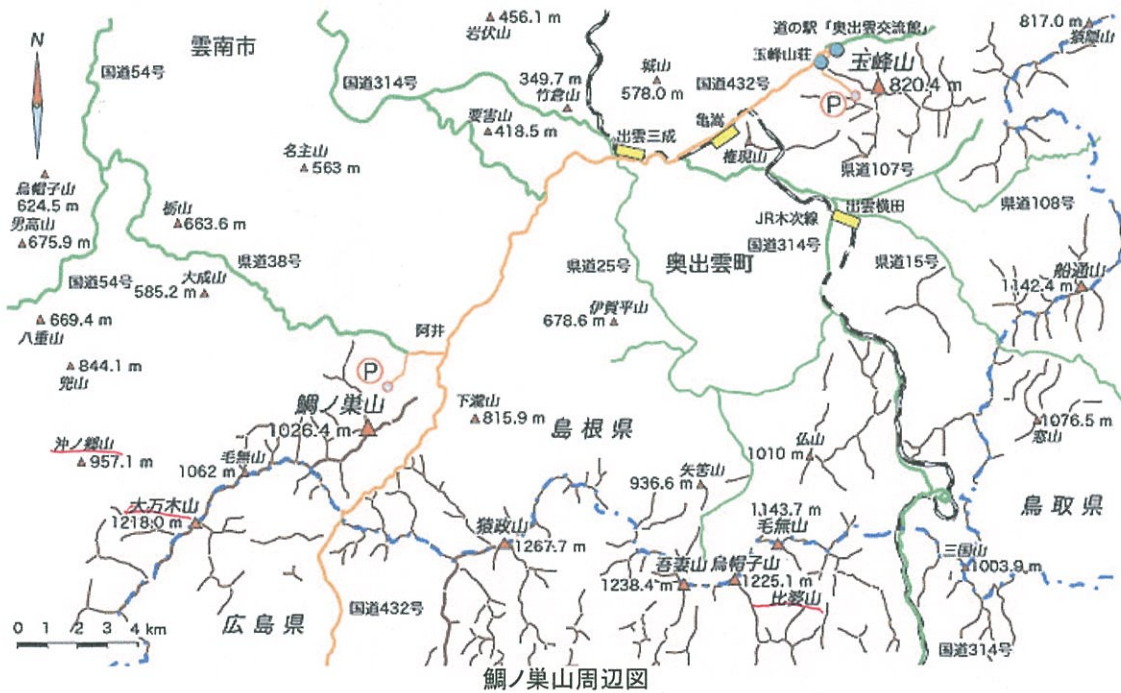 N
雲南市
国道54号
国道314号
456.1 m
岩伏山
349.7 m
竹倉山
要害山
418.5 m
城山
578.0 m
道の駅「奥出雲交流館」
玉峰山荘
国道432号
玉峰山
820.4 m
P
817.0 m
猿隠山
亀嵩
出雲三成
権現山
県道107号
名主山
563 m
烏帽子山
624.5 m
男高山
675.9 m
栃山
663.6 m
県道38号
大成山
585.2 m
国道54号
669.4 m
八重山
844.1 m
兜山
出雲横田
JR木次線
国道314号
県道108号
県道15号
県道25号
奥出雲町
船通山
1142.4 m
伊賀平山
678.6 m
阿井
P
鯛ノ巣山
1026.4 m
下瀧山
815.9 m
島根県
沖ノ郷山
957.1 m
毛無山
1062 m
大万木山
1218.0 m
猿政山
1267.7 m
矢筈山
936.6 m
仏山
1010 m
1076.5 m
窓山
鳥取県
1143.7 m
毛無山
吾妻山
1238.4 m
烏帽子山
1225.1 m
比婆山
三国山
1003.9 m
広島県
国道432号
国道314号
0 1 2 3 4 km
鯛ノ巣山周辺図